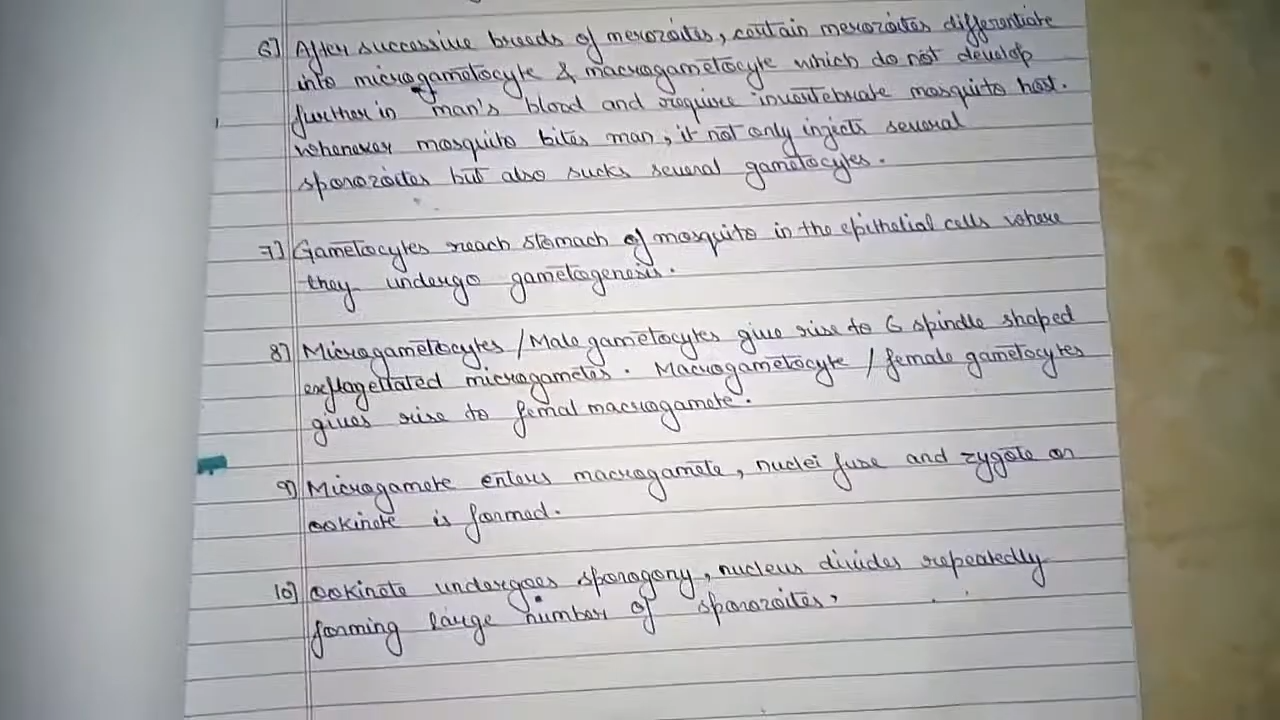 6] After successive breeds of merozoites, certain merozoites differentiate
into microgametocyte & macrogametocyte which do not develop
further in man's blood and require invertebrate mosquito host.
whenever mosquito bites man, it not only injects several
sporozoites but also sucks several gametocytes.
7] Gametocytes reach stomach of mosquito in the epithelial cells where
they undergo gametogenesis.
8] Microgametocytes / Male gametocytes give rise to 6 spindle shaped
exflagellated microgametes. Macrogametocyte / female gametocytes
gives rise to femal macrogamete.
9] Microgamete enters macrogamete, nuclei fuse and zygote or
ookinete is formed.
10] Ookinete undergoes sporogony, nucleus divides repeatedly
forming large number of sporozoites,